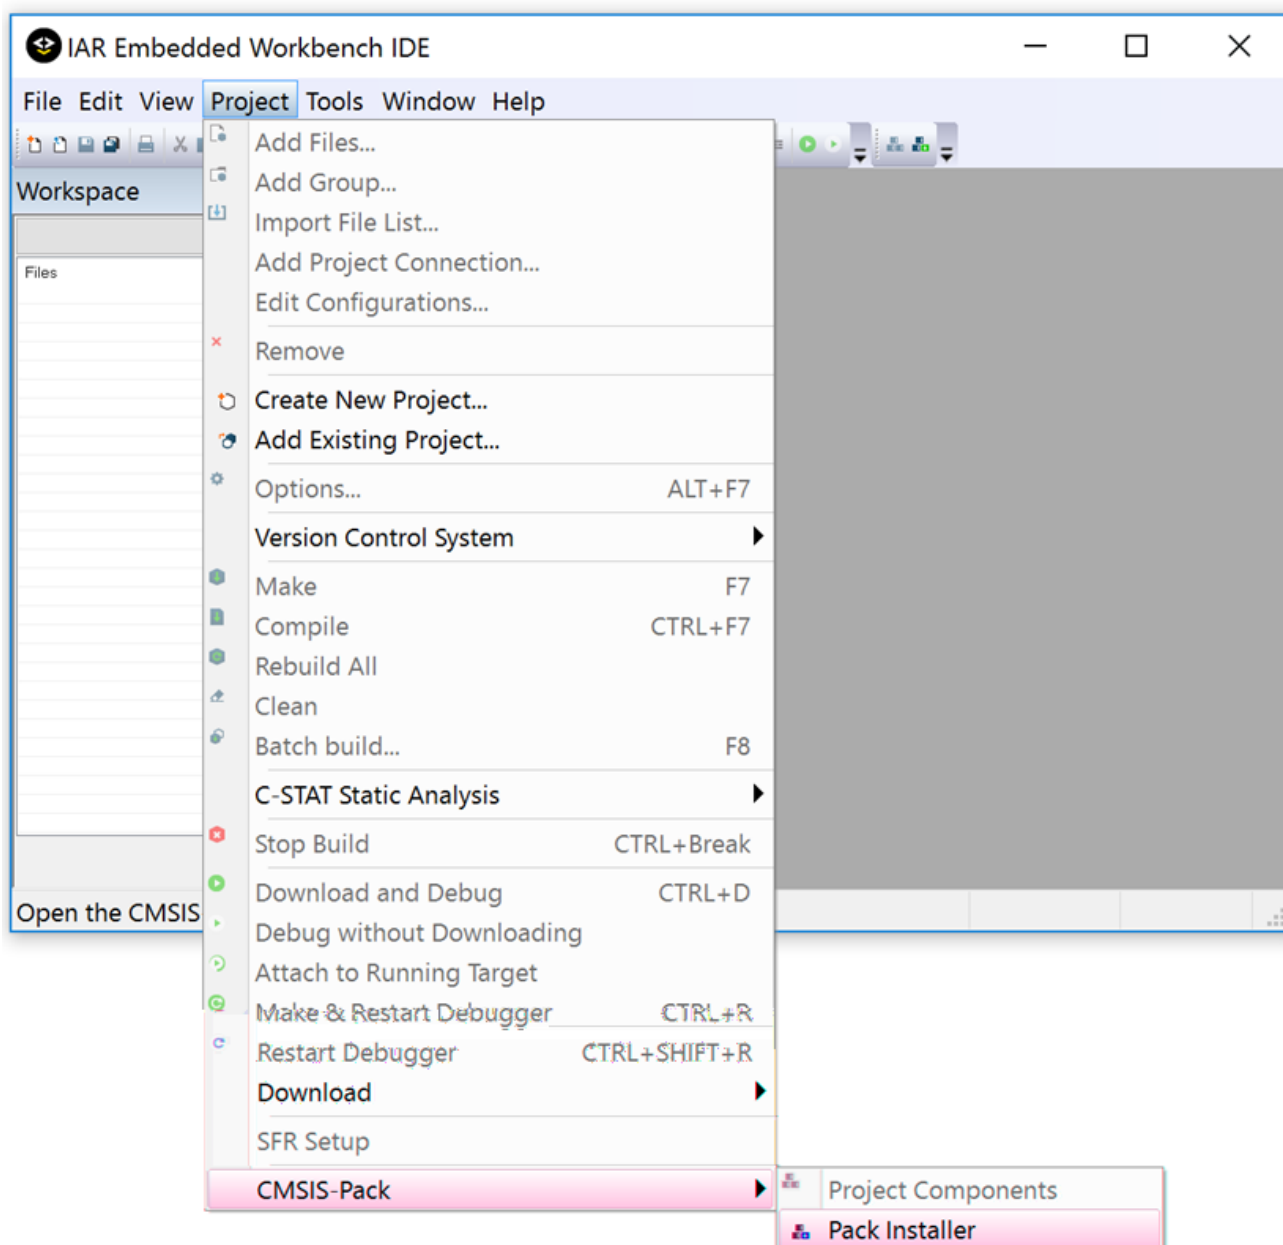 IAR Embedded Workbench IDE
File Edit View Project Tools Window Help
Workspace
Files
Add Files...
Add Group...
Import File List...
Add Project Connection...
Edit Configurations...
Remove
Create New Project...
Add Existing Project...
Options... ALT+F7
Version Control System
Make F7
Compile CTRL+F7
Rebuild All
Clean
Batch build... F8
C-STAT Static Analysis
Stop Build CTRL+Break
Download and Debug CTRL+D
Open the CMSIS
Debug without Downloading
Attach to Running Target
Make & Restart Debugger CTRL+R
Restart Debugger CTRL+SHIFT+R
Download
SFR Setup
CMSIS-Pack
Project Components
Pack Installer